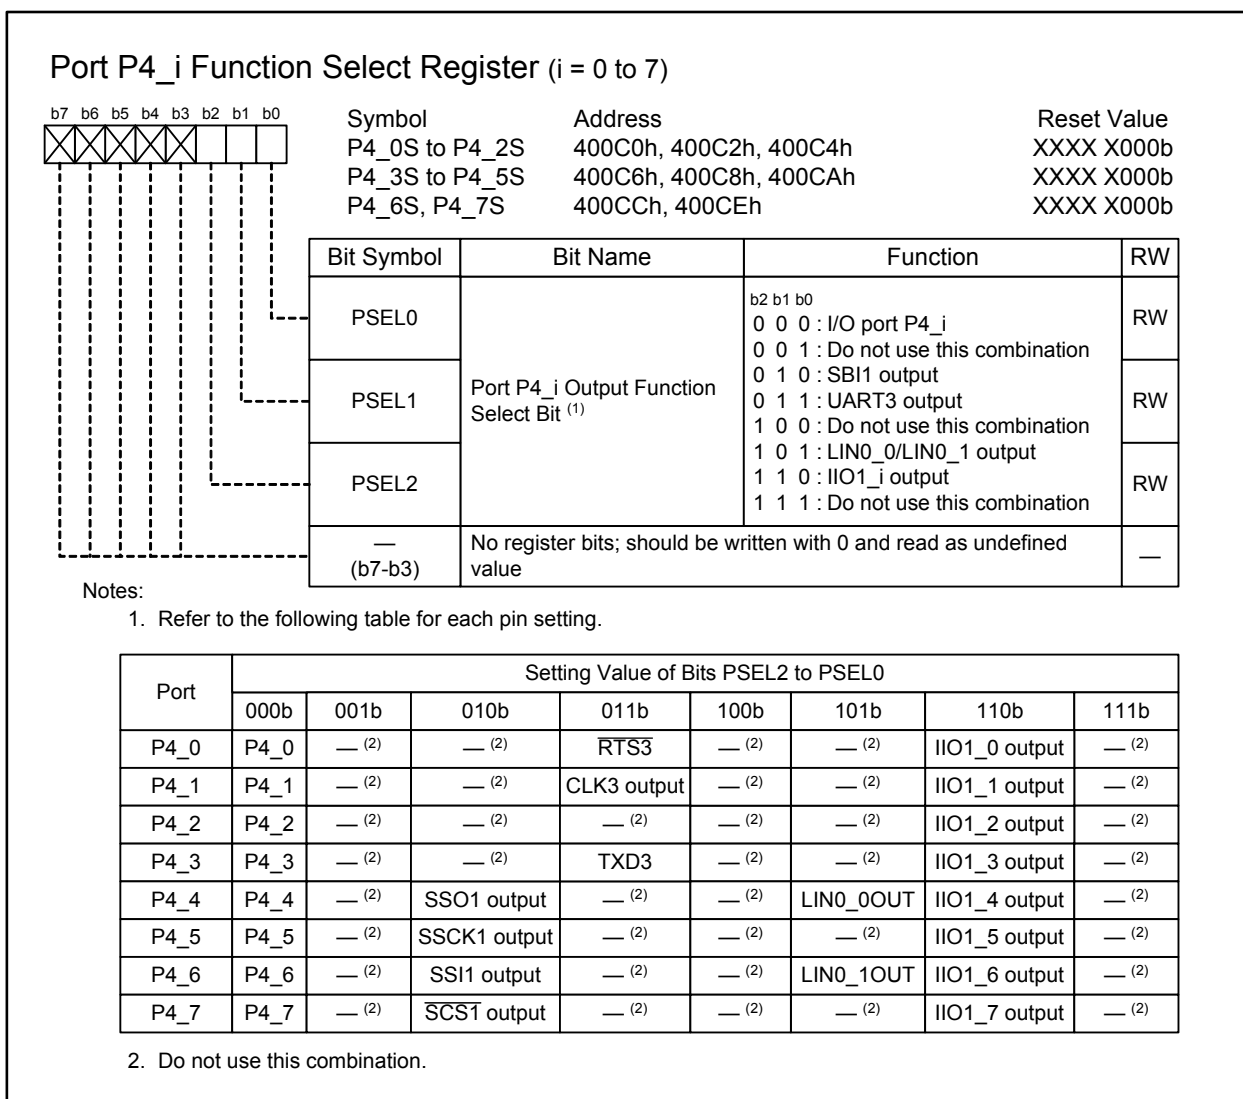 Port P4_i Function Select Register (i = 0 to 7)
b7 b6 b5 b4 b3 b2 b1 b0
Symbol Address Reset Value
P4_0S to P4_2S 400C0h, 400C2h, 400C4h XXXX X000b
P4_3S to P4_5S 400C6h, 400C8h, 400CAh XXXX X000b
P4_6S, P4_7S 400CCh, 400CEh XXXX X000b
Bit Symbol Bit Name Function RW
PSEL0 RW
PSEL1 RW
PSEL2 RW
Port P4_i Output Function
Select Bit (1)
b2 b1 b0
0 0 0 : I/O port P4_i
0 0 1 : Do not use this combination
0 1 0 : SBI1 output
0 1 1 : UART3 output
1 0 0 : Do not use this combination
1 0 1 : LIN0_0/LIN0_1 output
1 1 0 : IIO1_i output
1 1 1 : Do not use this combination
—
(b7-b3)
No register bits; should be written with 0 and read as undefined
value
—
Notes:
1. Refer to the following table for each pin setting.
Port Setting Value of Bits PSEL2 to PSEL0
000b 001b 010b 011b 100b 101b 110b 111b
P4_0 P4_0 — (2) — (2) RTS3 — (2) — (2) IIO1_0 output — (2)
P4_1 P4_1 — (2) — (2) CLK3 output — (2) — (2) IIO1_1 output — (2)
P4_2 P4_2 — (2) — (2) — (2) — (2) — (2) IIO1_2 output — (2)
P4_3 P4_3 — (2) — (2) TXD3 — (2) — (2) IIO1_3 output — (2)
P4_4 P4_4 — (2) SSO1 output — (2) — (2) LIN0_0OUT IIO1_4 output — (2)
P4_5 P4_5 — (2) SSCK1 output — (2) — (2) — (2) IIO1_5 output — (2)
P4_6 P4_6 — (2) SSI1 output — (2) — (2) LIN0_1OUT IIO1_6 output — (2)
P4_7 P4_7 — (2) SCS1 output — (2) — (2) — (2) IIO1_7 output — (2)
2. Do not use this combination.